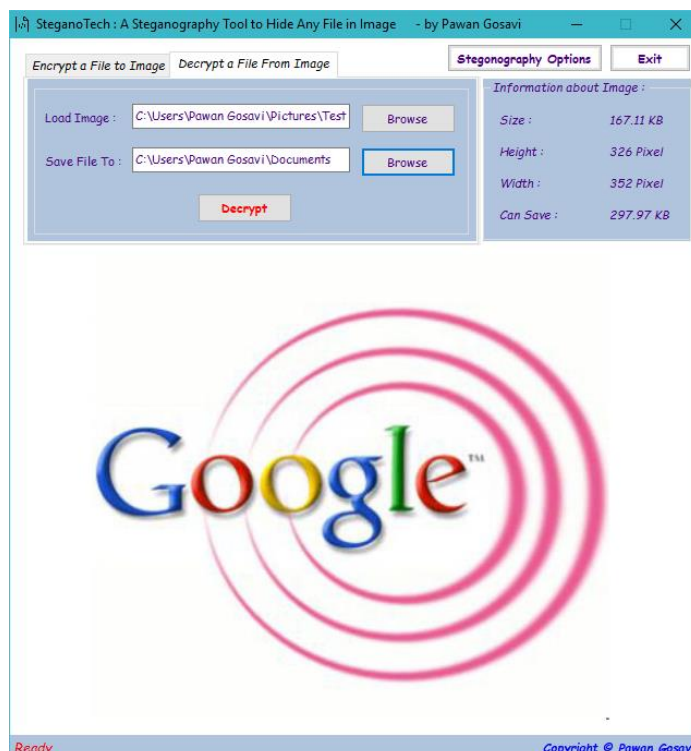 SteganoTech : A Steganography Tool to Hide Any File in Image - by Pawan Gosavi
Encrypt a File to Image Decrypt a File From Image Stegonography Options Exit
Information about Image :
Load Image : C:\Users\Pawan Gosavi\Pictures\Test Browse Size : 167.11 KB
Save File To : C:\Users\Pawan Gosavi\Documents Browse Height : 326 Pixel
Width : 352 Pixel
Decrypt Can Save : 297.97 KB
Google™
Ready Copyright © Pawan Gosav